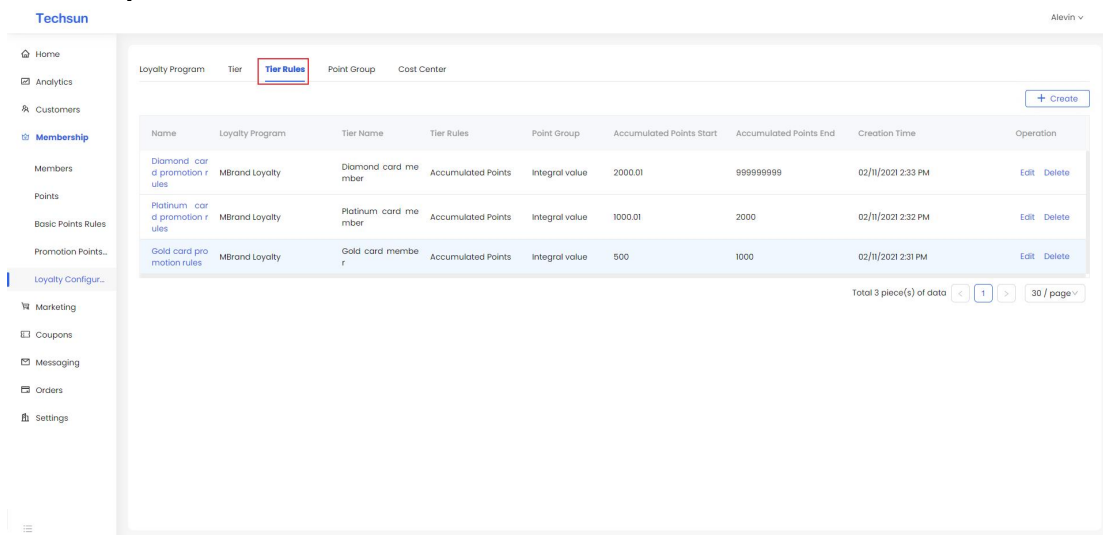 Techsun
Alevin
Home
Analytics
Customers
Membership
Members
Points
Basic Points Rules
Promotion Points...
Loyalty Configur...
Marketing
Coupons
Messaging
Orders
Settings
Loyalty Program Tier Tier Rules Point Group Cost Center
+ Create
Name Loyalty Program Tier Name Tier Rules Point Group Accumulated Points Start Accumulated Points End Creation Time Operation
Diamond car
d promotion r
ules
MBrand Loyalty
Diamond card me
mber
Accumulated Points Integral value 2000.01 999999999 02/11/2021 2:33 PM Edit Delete
Platinum car
d promotion r
ules
MBrand Loyalty
Platinum card me
mber
Accumulated Points Integral value 1000.01 2000 02/11/2021 2:32 PM Edit Delete
Gold card pro
motion rules
MBrand Loyalty
Gold card membe
r
Accumulated Points Integral value 500 1000 02/11/2021 2:31 PM Edit Delete
Total 3 piece(s) of data < 1 > 30 / page